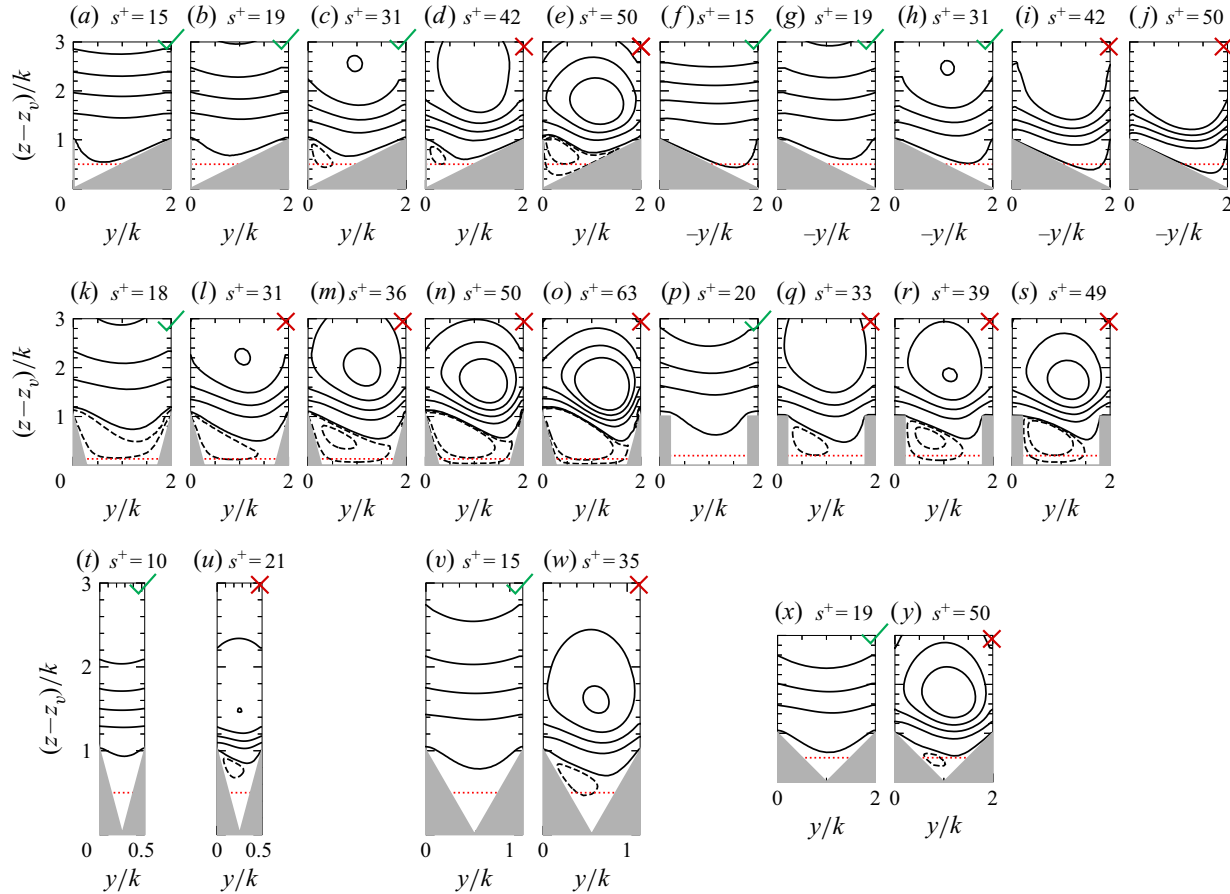 (a) s⁺ = 15 (b) s⁺ = 19 (c) s⁺ = 31 (d) s⁺ = 42 (e) s⁺ = 50 (f) s⁺ = 15 (g) s⁺ = 19 (h) s⁺ = 31 (i) s⁺ = 42 (j) s⁺ = 50
3
2
1
(z − z_v)/k
0 2 0 2 0 2 0 2 0 2 0 2 0 2 0 2 0 2 0 2
y/k y/k y/k y/k y/k –y/k –y/k –y/k –y/k –y/k
(k) s⁺ = 18 (l) s⁺ = 31 (m) s⁺ = 36 (n) s⁺ = 50 (o) s⁺ = 63 (p) s⁺ = 20 (q) s⁺ = 33 (r) s⁺ = 39 (s) s⁺ = 49
3
2
1
0
(z − z_v)/k
0 2 0 2 0 2 0 2 0 2 0 2 0 2 0 2 0 2
y/k y/k y/k y/k y/k y/k y/k y/k y/k
(t) s⁺ = 10 (u) s⁺ = 21 (v) s⁺ = 15 (w) s⁺ = 35
3
2
1
(z − z_v)/k
0 0.5 0 0.5 0 1 0 1
y/k y/k y/k y/k
(x) s⁺ = 19 (y) s⁺ = 50
0 2 0 2
y/k y/k